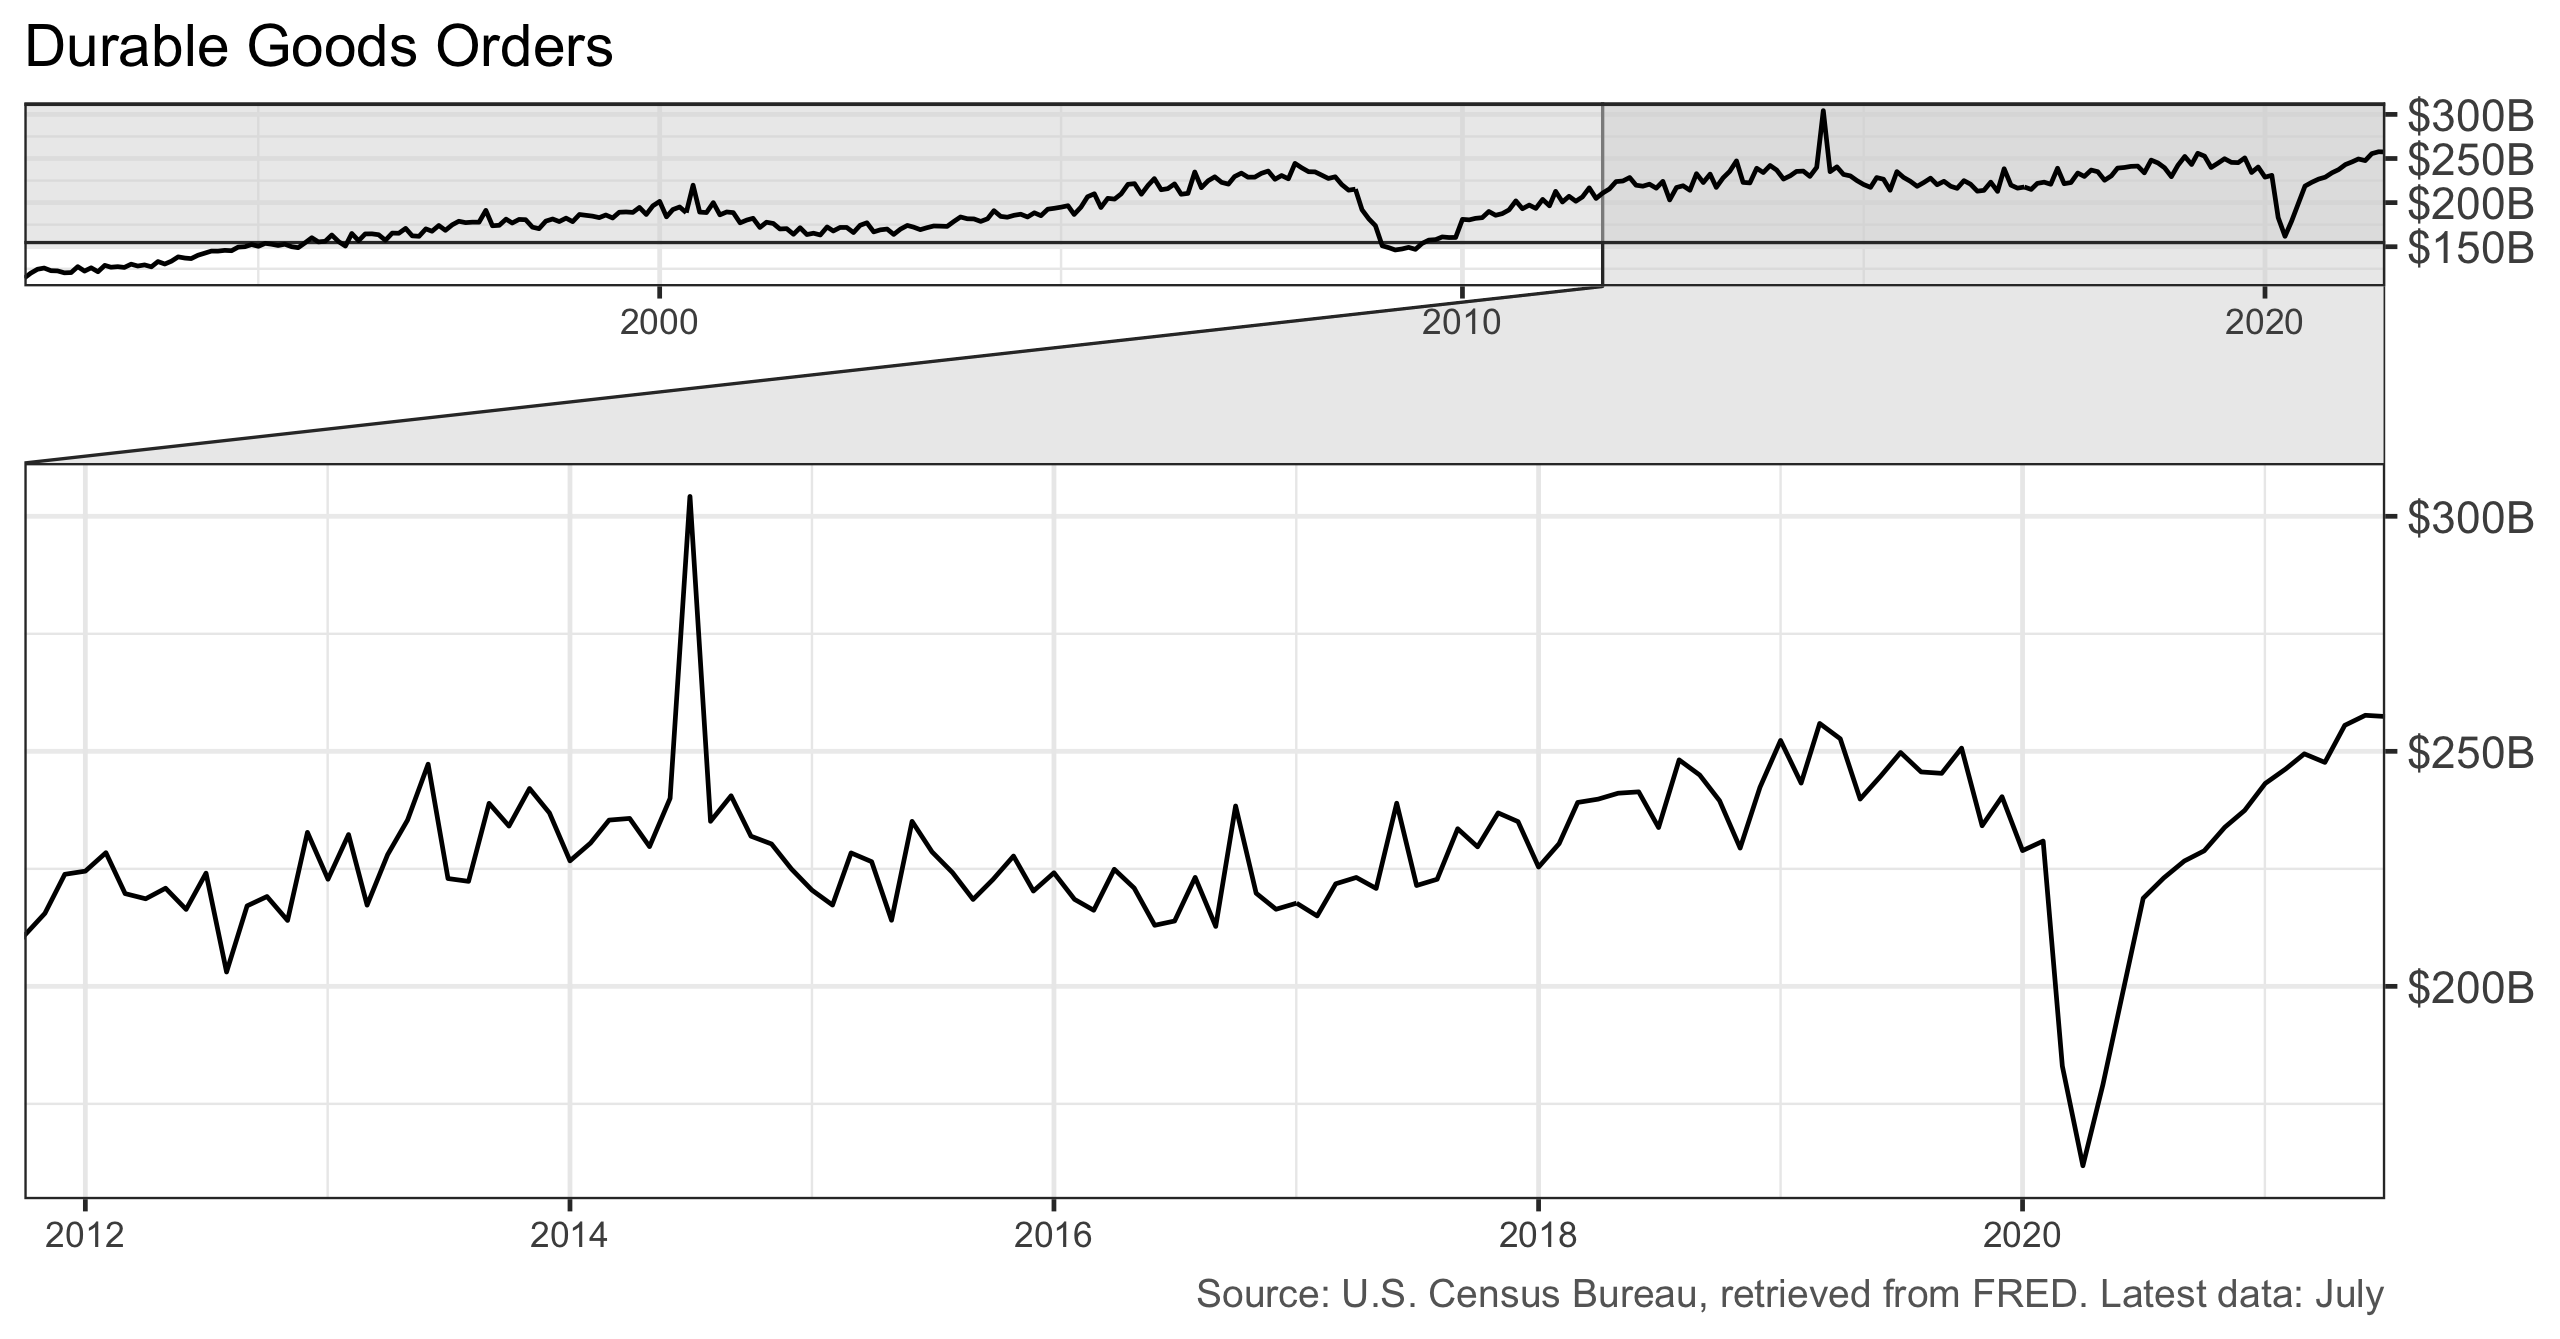 Durable Goods Orders
$300B
$250B
$200B
$150B
2000 2010 2020
$300B
$250B
$200B
2012 2014 2016 2018 2020
Source: U.S. Census Bureau, retrieved from FRED. Latest data: July